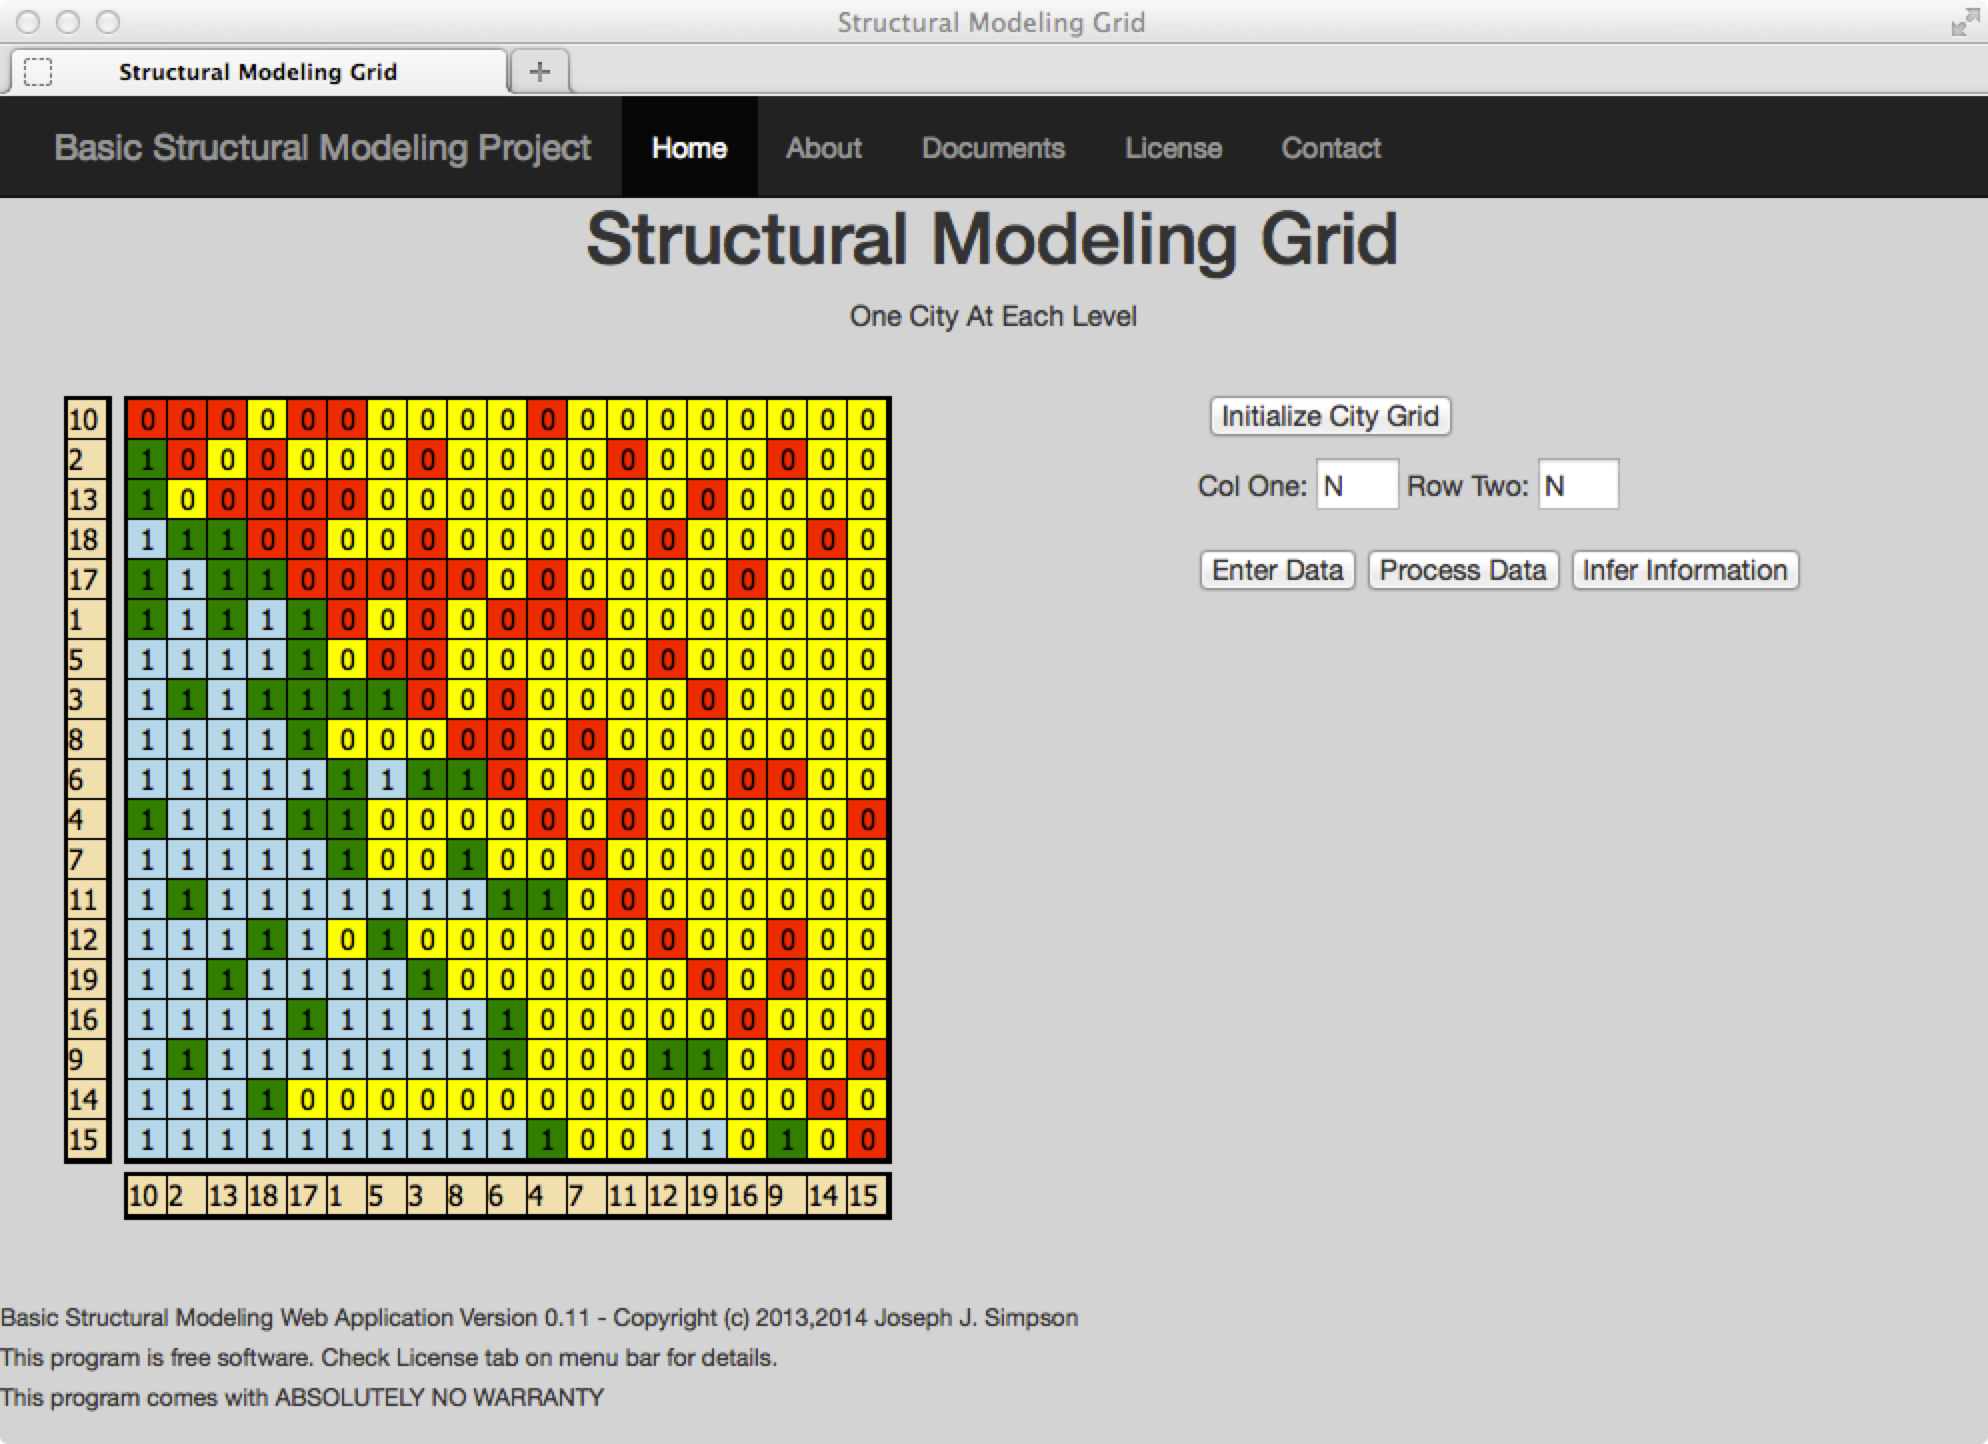 Structural Modeling Grid
Structural Modeling Grid +
Basic Structural Modeling Project Home About Documents License Contact
Structural Modeling Grid
One City At Each Level
Initialize City Grid
Col One: N Row Two: N
Enter Data Process Data Infer Information
10 0 0 0 0 0 0 0 0 0 0 0 0 0 0 0 0 0 0 0
2 1 0 0 0 0 0 0 0 0 0 0 0 0 0 0 0 0 0 0
13 1 0 0 0 0 0 0 0 0 0 0 0 0 0 0 0 0 0 0
18 1 1 1 0 0 0 0 0 0 0 0 0 0 0 0 0 0 0 0
17 1 1 1 1 0 0 0 0 0 0 0 0 0 0 0 0 0 0 0
1 1 1 1 1 1 0 0 0 0 0 0 0 0 0 0 0 0 0 0
5 1 1 1 1 1 0 0 0 0 0 0 0 0 0 0 0 0 0 0
3 1 1 1 1 1 1 1 0 0 0 0 0 0 0 0 0 0 0 0
8 1 1 1 1 1 0 0 0 0 0 0 0 0 0 0 0 0 0 0
6 1 1 1 1 1 1 1 1 1 0 0 0 0 0 0 0 0 0 0
4 1 1 1 1 1 1 0 0 0 0 0 0 0 0 0 0 0 0 0
7 1 1 1 1 1 1 0 0 1 0 0 0 0 0 0 0 0 0 0
11 1 1 1 1 1 1 1 1 1 1 1 0 0 0 0 0 0 0 0
12 1 1 1 1 1 0 1 0 0 0 0 0 0 0 0 0 0 0 0
19 1 1 1 1 1 1 1 1 0 0 0 0 0 0 0 0 0 0 0
16 1 1 1 1 1 1 1 1 1 1 0 0 0 0 0 0 0 0 0
9 1 1 1 1 1 1 1 1 1 1 0 0 0 1 1 0 0 0 0
14 1 1 1 1 0 0 0 0 0 0 0 0 0 0 0 0 0 0 0
15 1 1 1 1 1 1 1 1 1 1 1 0 0 1 1 0 1 0 0
10 2 13 18 17 1 5 3 8 6 4 7 11 12 19 16 9 14 15
Basic Structural Modeling Web Application Version 0.11 - Copyright (c) 2013,2014 Joseph J. Simpson
This program is free software. Check License tab on menu bar for details.
This program comes with ABSOLUTELY NO WARRANTY